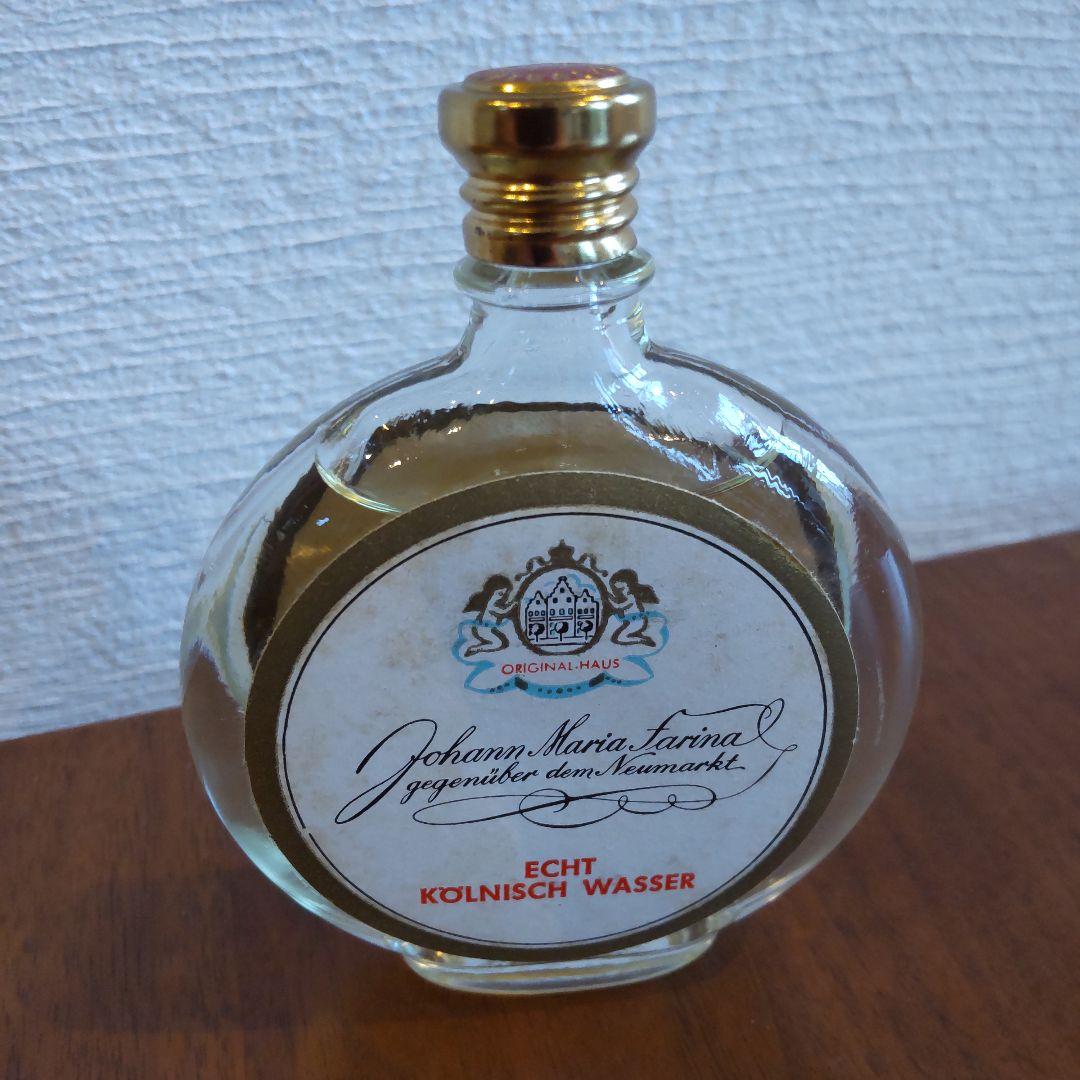 ORIGINAL-HAUS
Johann Maria Farina
gegenüber dem Neumarkt
ECHT
KÖLNISCH WASSER